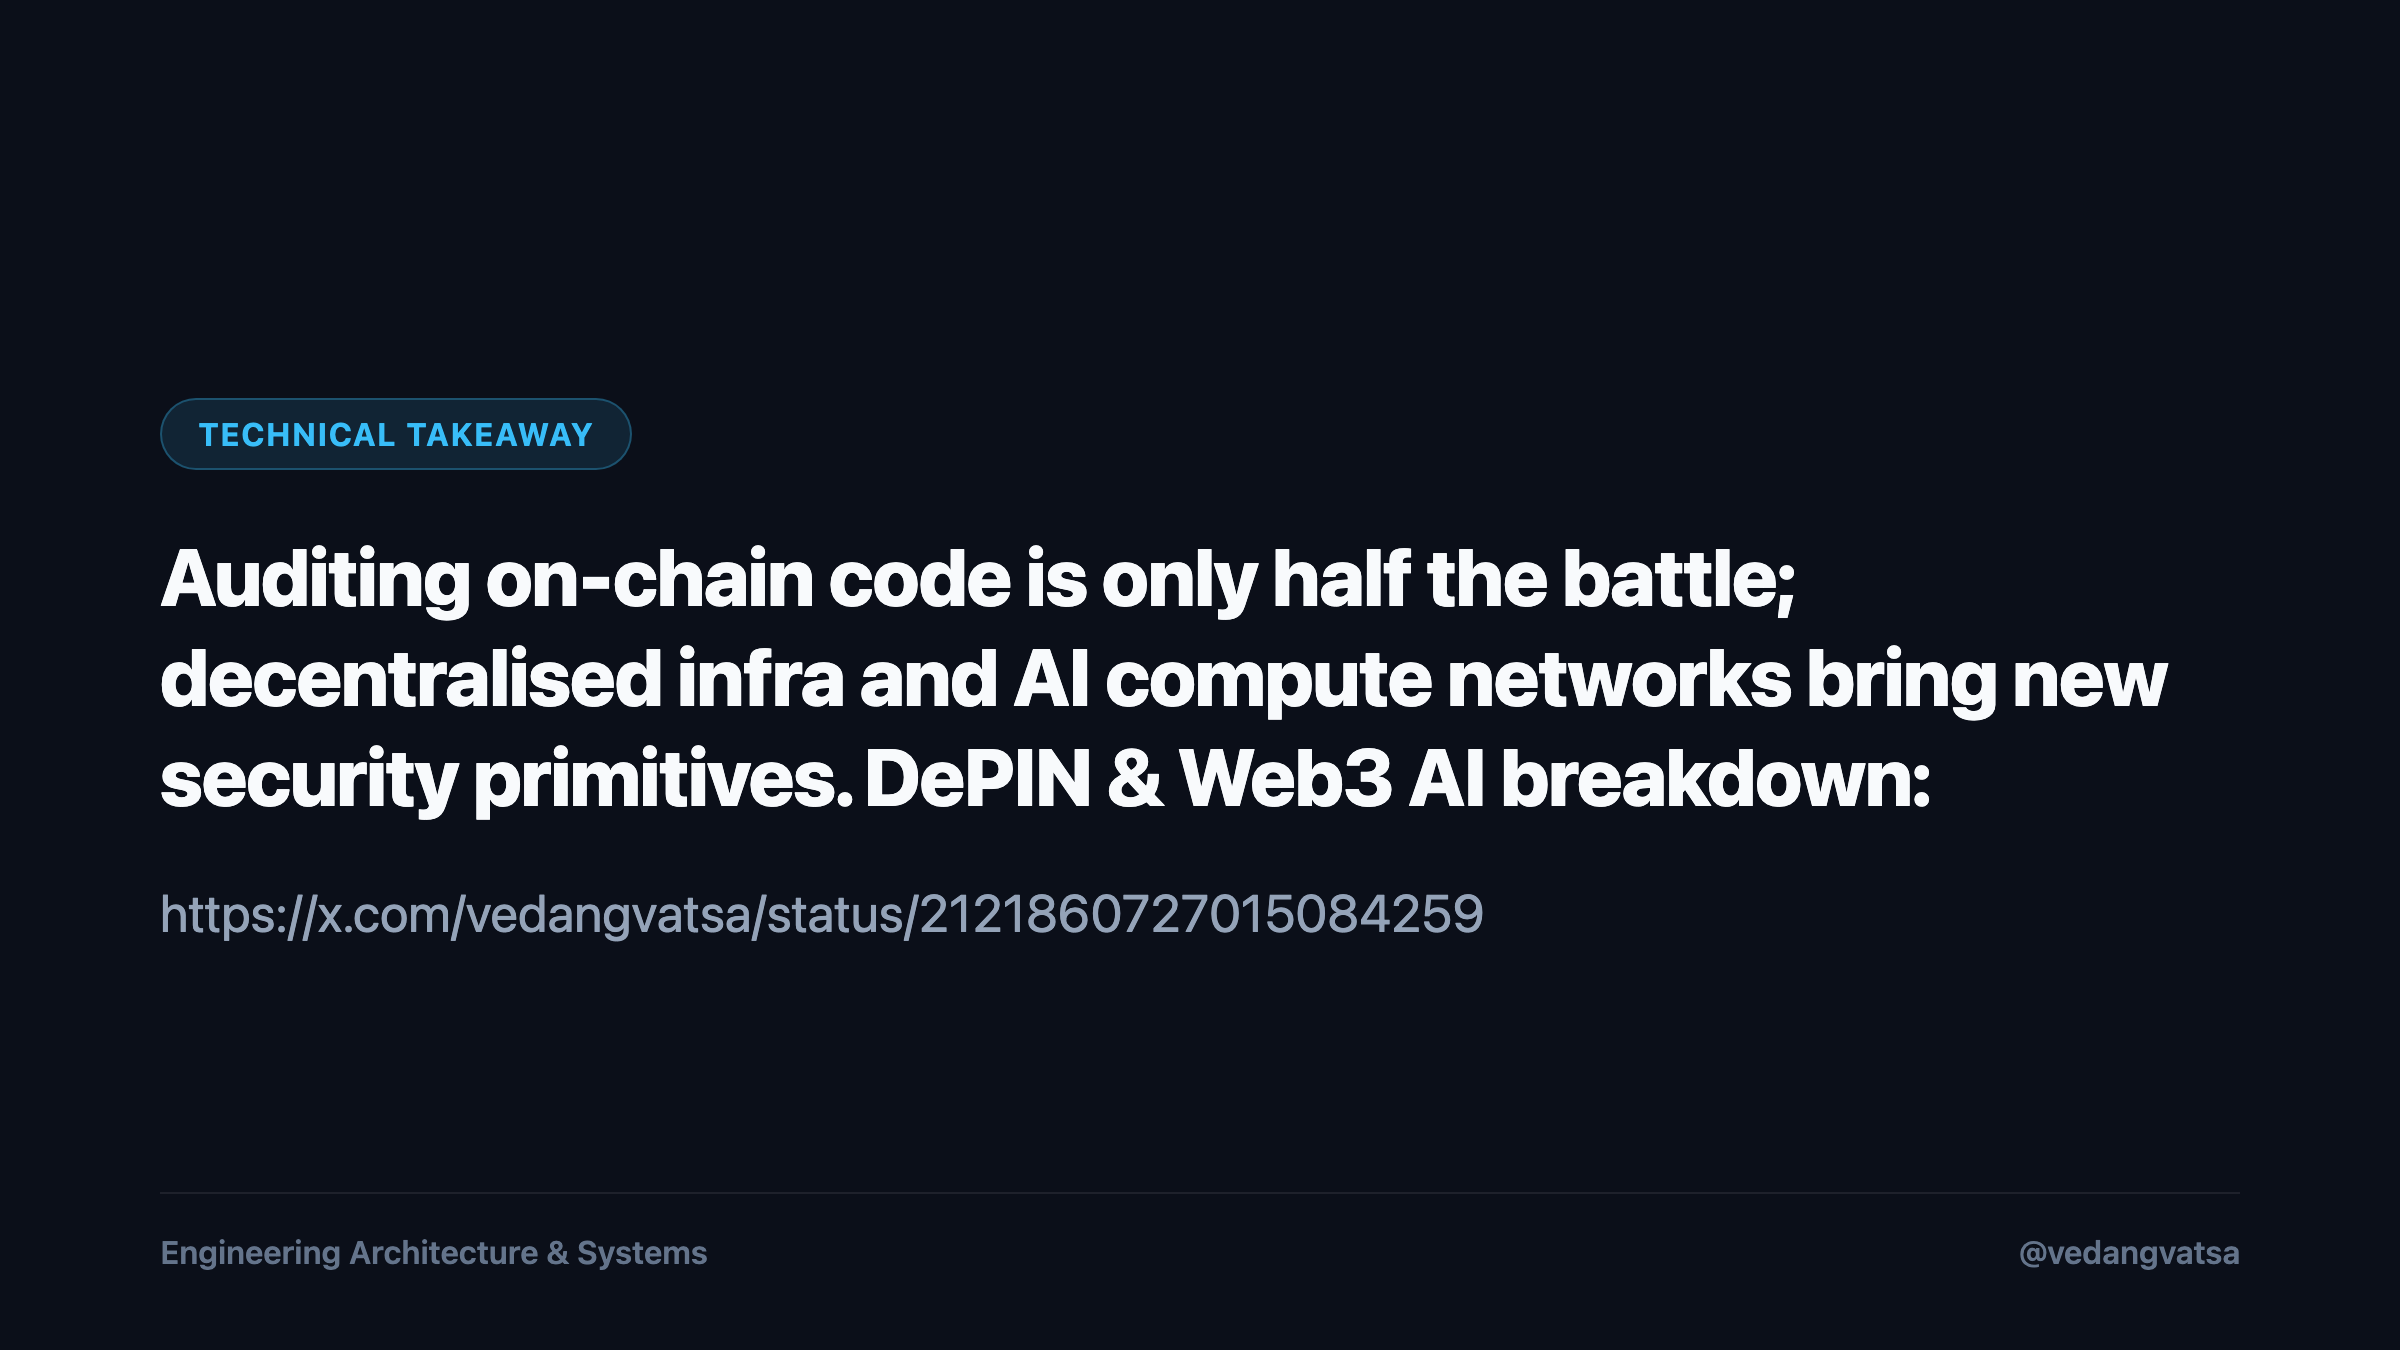 TECHNICAL TAKEAWAY
Auditing on-chain code is only half the battle;
decentralised infra and AI compute networks bring new
security primitives. DePIN & Web3 AI breakdown:
https://x.com/vedangvatsa/status/2121860727015084259
Engineering Architecture & Systems
@vedangvatsa